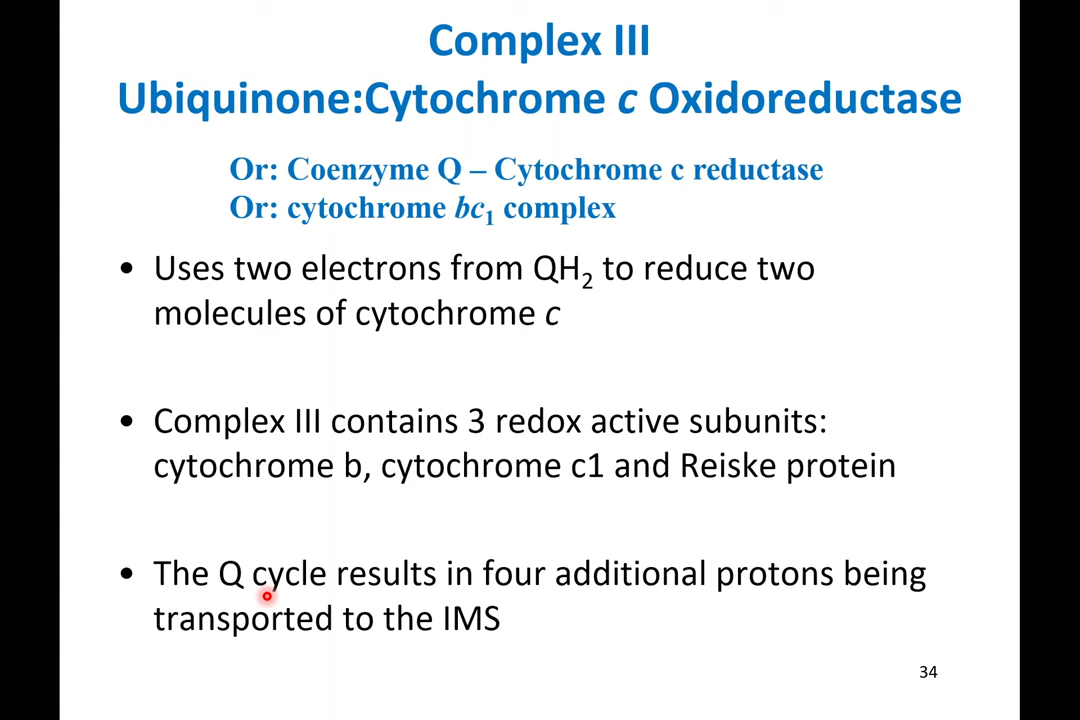 Complex III
Ubiquinone:Cytochrome c Oxidoreductase
Or: Coenzyme Q – Cytochrome c reductase
Or: cytochrome bc₁ complex
• Uses two electrons from QH₂ to reduce two
molecules of cytochrome c
• Complex III contains 3 redox active subunits:
cytochrome b, cytochrome c1 and Reiske protein
• The Q cycle results in four additional protons being
transported to the IMS
34